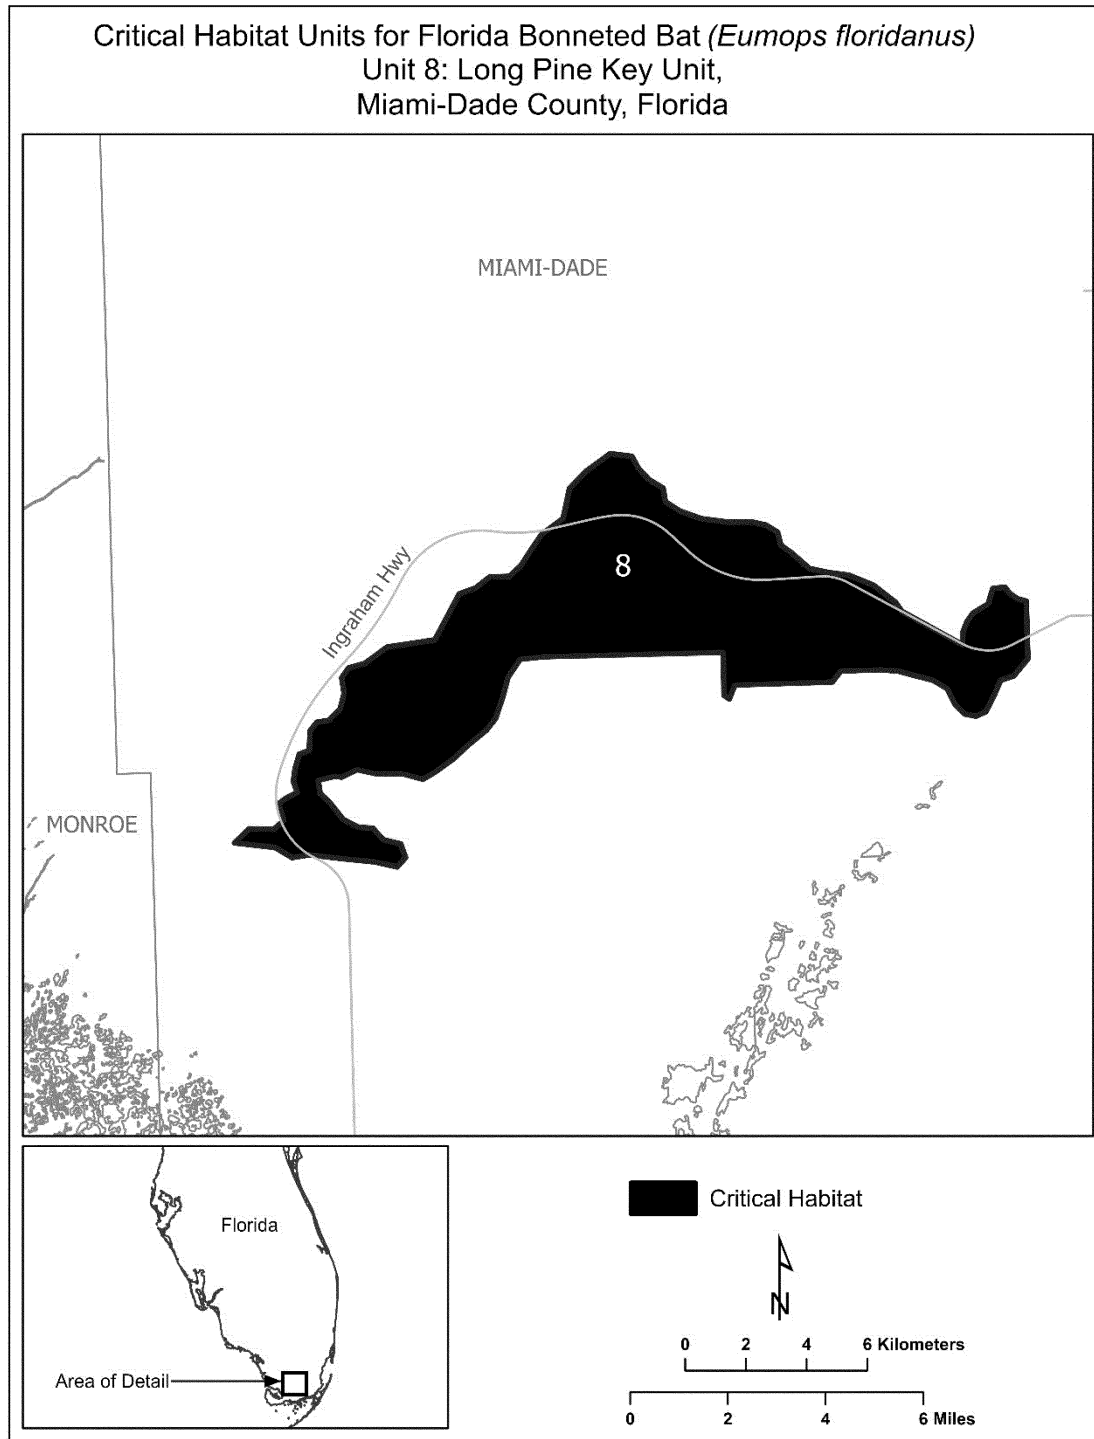 Critical Habitat Units for Florida Bonneted Bat (Eumops floridanus)
Unit 8: Long Pine Key Unit,
Miami-Dade County, Florida
MIAMI-DADE
Ingraham Hwy
8
MONROE
Florida
Area of Detail
Critical Habitat
N
0 2 4 6 Kilometers
0 2 4 6 Miles